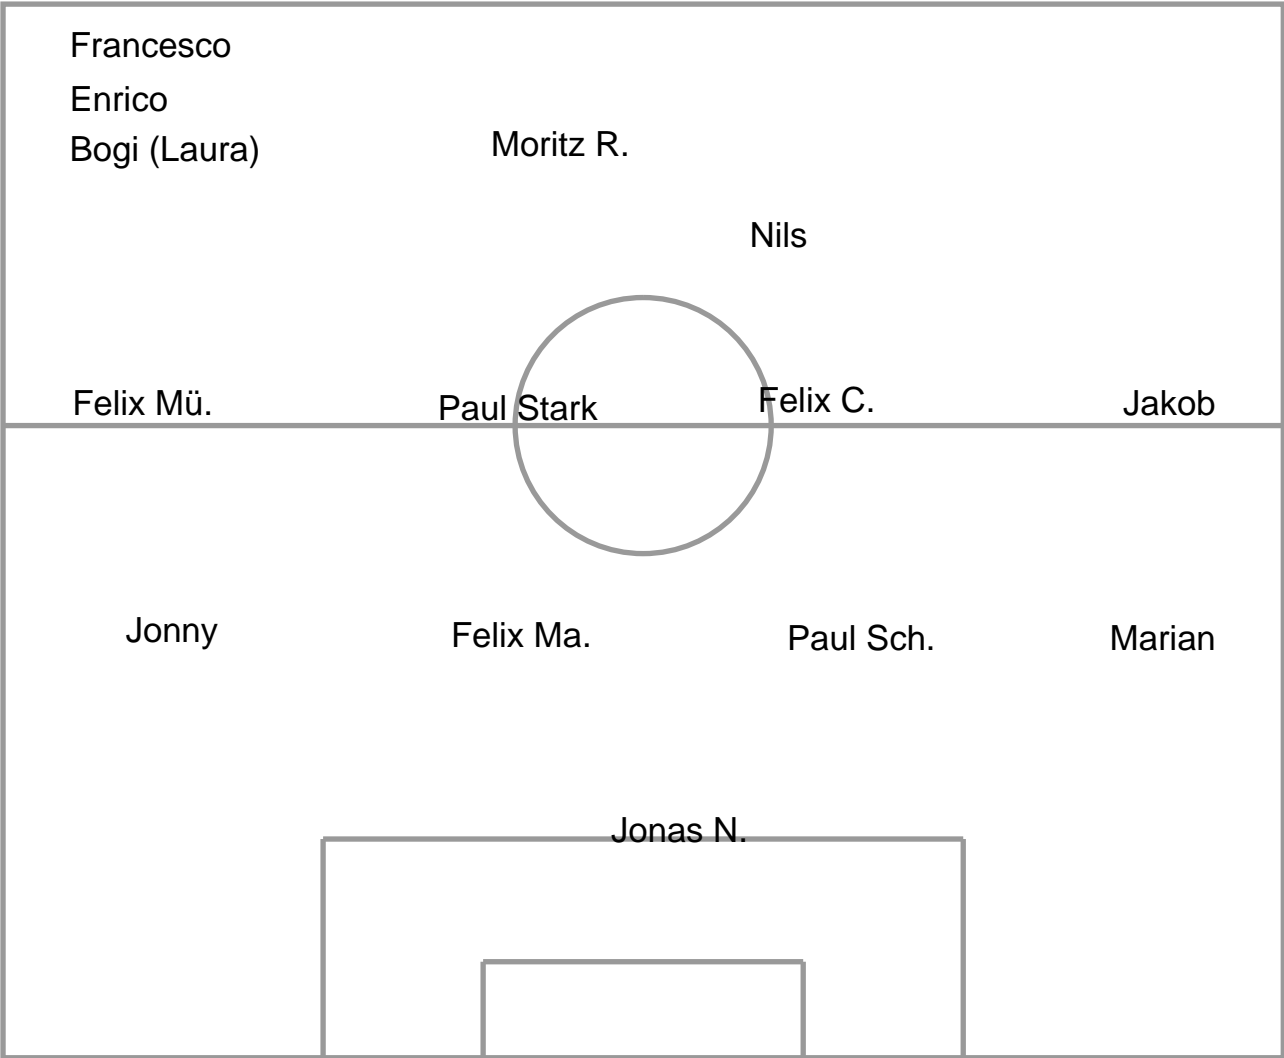 Francesco
Enrico
Bogi (Laura)
Moritz R.
Nils
Felix Mü.
Paul Stark
Felix C.
Jakob
Jonny
Felix Ma.
Paul Sch.
Marian
Jonas N.